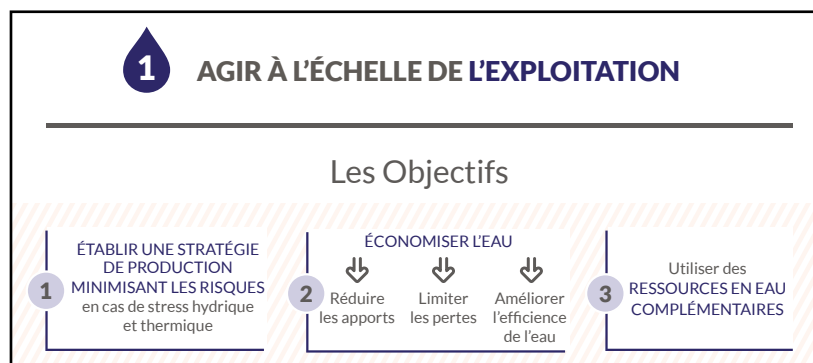 1 AGIR À L'ÉCHELLE DE L'EXPLOITATION
Les Objectifs
1
ÉTABLIR UNE STRATÉGIE
DE PRODUCTION
MINIMISANT LES RISQUES
en cas de stress hydrique
et thermique
2
ÉCONOMISER L'EAU
Réduire
les apports
Limiter
les pertes
Améliorer
l'efficience
de l'eau
3
Utiliser des
RESSOURCES EN EAU
COMPLÉMENTAIRES